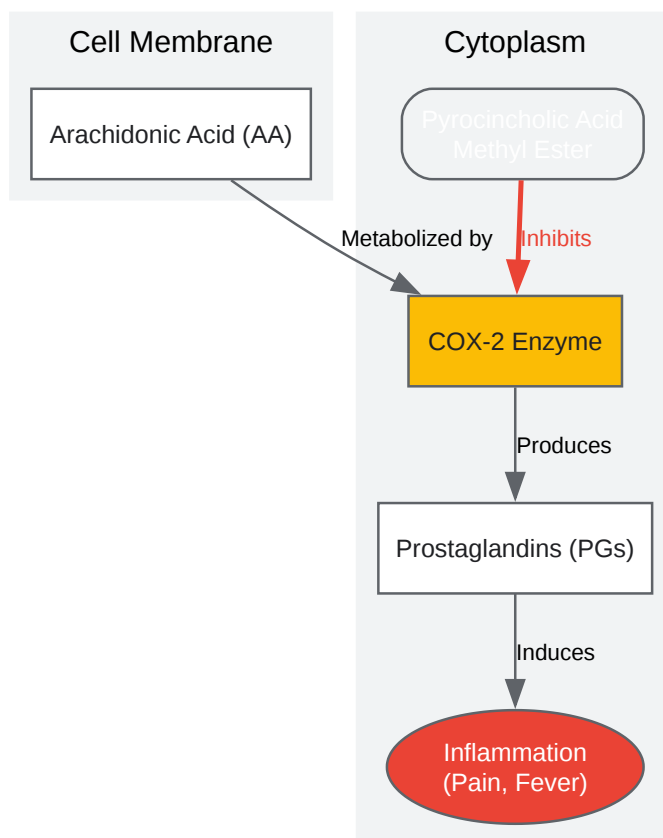 Cell Membrane
Cytoplasm
Arachidonic Acid (AA)
Pyrocincholic Acid
Methyl Ester
Metabolized by
Inhibits
COX-2 Enzyme
Produces
Prostaglandins (PGs)
Induces
Inflammation
(Pain, Fever)